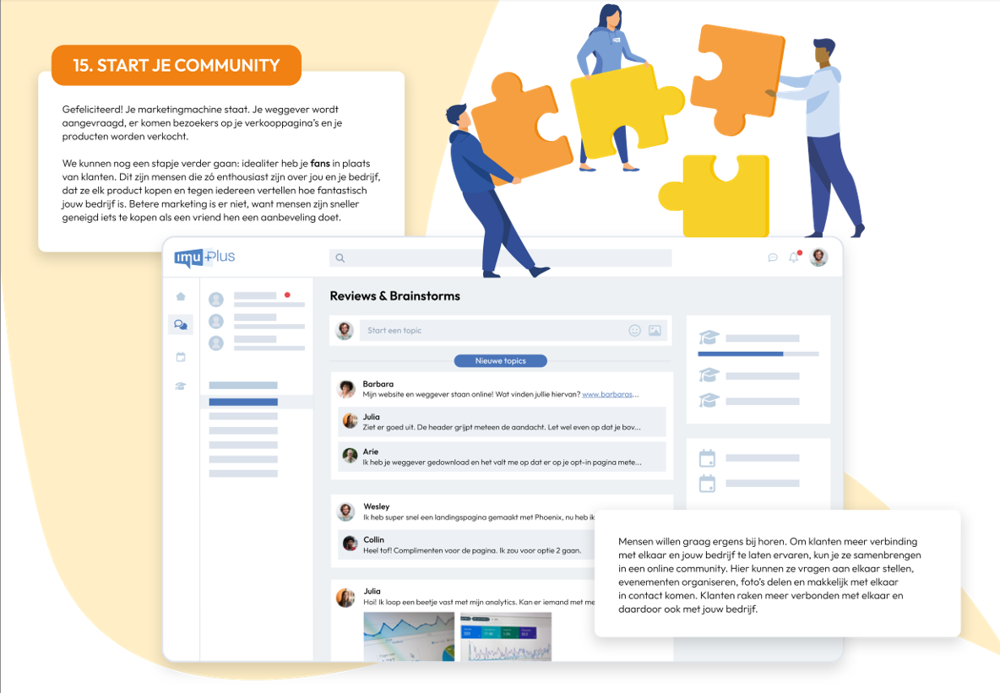 15. START JE COMMUNITY
Gefeliciteerd! Je marketingmachine staat. Je weggever wordt
aangevraagd, er komen bezoekers op je verkooppagina's en je
producten worden verkocht.
We kunnen nog een stapje verder gaan: idealiter heb je fans in plaats
van klanten. Dit zijn mensen die zó enthousiast zijn over jou en je bedrijf,
dat ze elk product kopen en tegen iedereen vertellen hoe fantastisch
jouw bedrijf is. Betere marketing is er niet, want mensen zijn sneller
geneigd iets te kopen als een vriend hen een aanbeveling doet.
imu Plus
Reviews & Brainstorms
Start een topic
Nieuwe topics
Barbara
Mijn website en weggever staan online! Wat vinden jullie hiervan? www.barbaras...
Julia
Ziet er goed uit. De header grijpt meteen de aandacht. Let wel even op dat je bov...
Arie
Ik heb je weggever gedownload en het valt me op dat er op je opt-in pagina mete...
Wesley
Ik heb super snel een landingspagina gemaakt met Phoenix, nu heb ik
Collin
Heel tof! Complimenten voor de pagina. Ik zou voor optie 2 gaan.
Julia
Hoi! Ik loop een beetje vast met mijn analytics. Kan er iemand met me
Mensen willen graag ergens bij horen. Om klanten meer verbinding
met elkaar en jouw bedrijf te laten ervaren, kun je ze samenbrengen
in een online community. Hier kunnen ze vragen aan elkaar stellen,
evenementen organiseren, foto's delen en makkelijk met elkaar
in contact komen. Klanten raken meer verbonden met elkaar en
daardoor ook met jouw bedrijf.